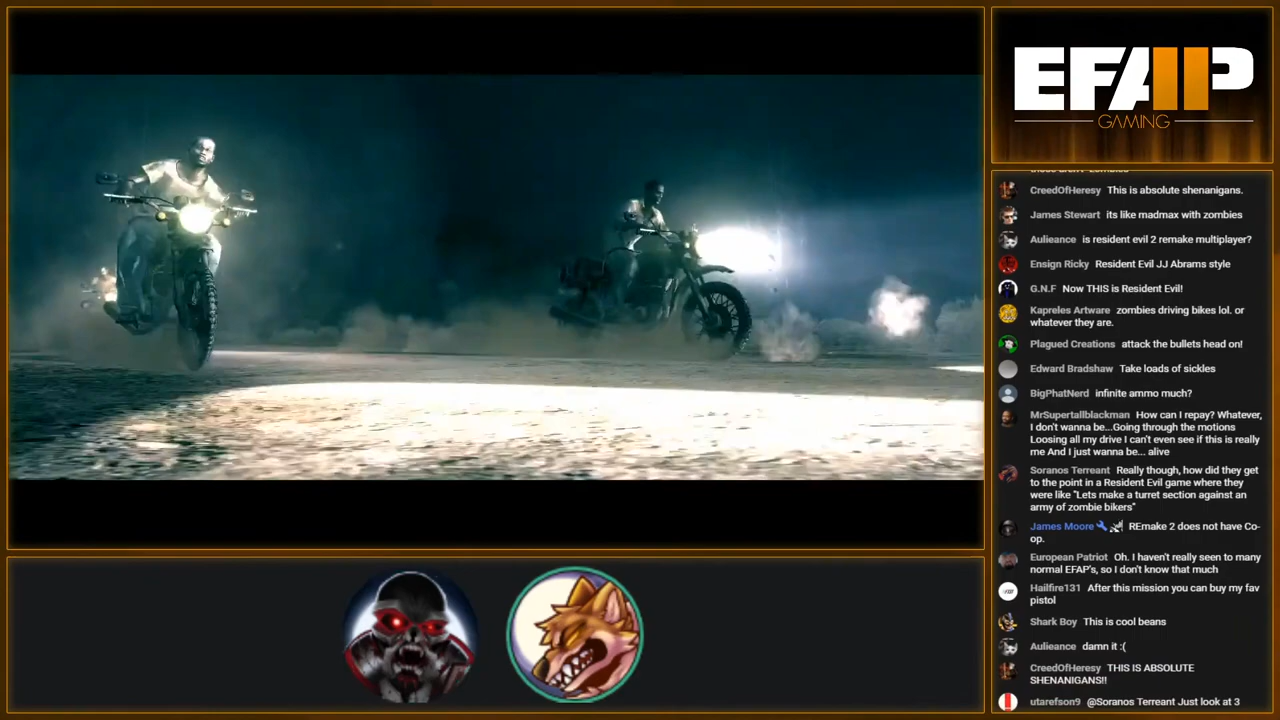 EFAP
GAMING
CreedOfHeresy This is absolute shenanigans.
James Stewart its like madmax with zombies
Aulieance is resident evil 2 remake multiplayer?
Ensign Ricky Resident Evil JJ Abrams style
G.N.F Now THIS is Resident Evil!
Kapreles Artware zombies driving bikes lol. or
whatever they are.
Plagued Creations attack the bullets head on!
Edward Bradshaw Take loads of sickles
BigPhatNerd infinite ammo much?
MrSupertallblackman How can I repay? Whatever,
I don't wanna be...Going through the motions
Loosing all my drive I can't even see if this is really
me And I just wanna be... alive
Soranos Terreant Really though, how did they get
to the point in a Resident Evil game where they
were like "Lets make a turret section against an
army of zombie bikers"
James Moore REmake 2 does not have Co-
op.
European Patriot Oh. I haven't really seen to many
normal EFAP's, so I don't know that much
Hailfire131 After this mission you can buy my fav
pistol
Shark Boy This is cool beans
Aulieance damn it :(
CreedOfHeresy THIS IS ABSOLUTE
SHENANIGANS!!
utarefson9 @Soranos Terreant Just look at 3